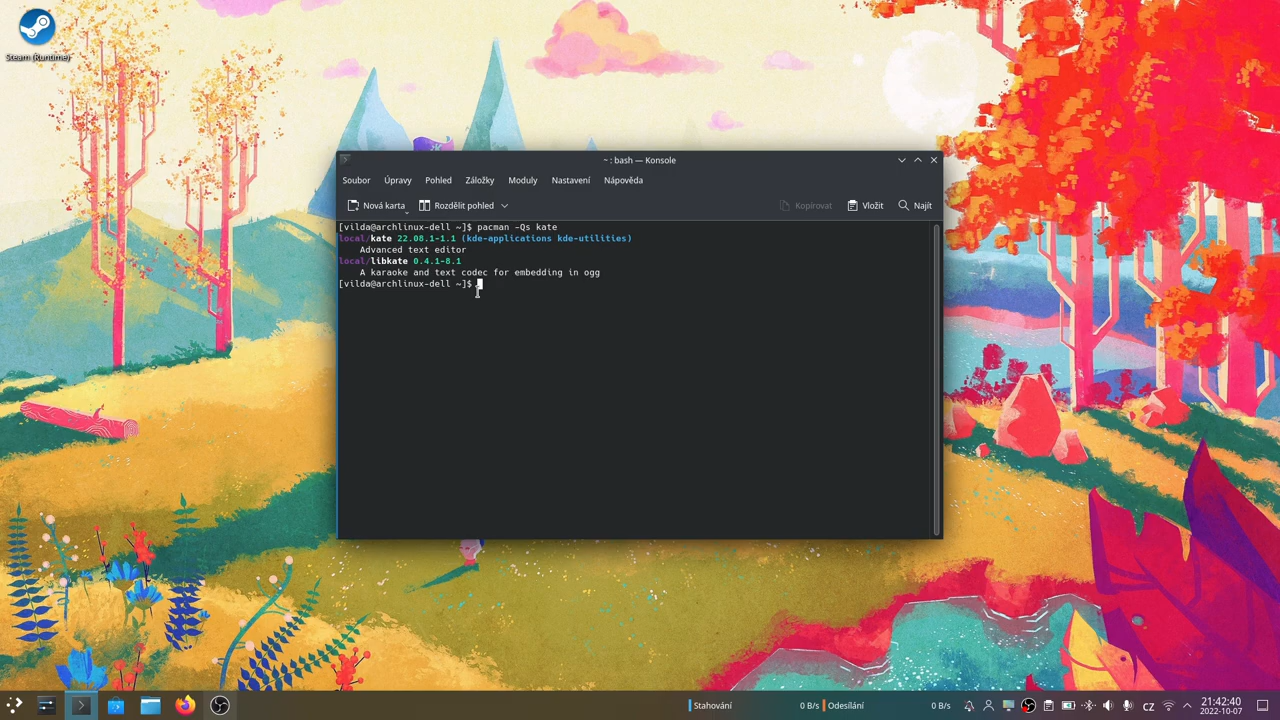 Steam (Runtime)
~ : bash — Konsole
Soubor Úpravy Pohled Záložky Moduly Nastavení Nápověda
Nová karta Rozdělit pohled Kopírovat Vložit Najít
[vilda@archlinux-dell ~]$ pacman -Qs kate
local/kate 22.08.1-1.1 (kde-applications kde-utilities)
Advanced text editor
local/libkate 0.4.1-8.1
A karaoke and text codec for embedding in ogg
[vilda@archlinux-dell ~]$
Stahování 0 B/s Odesílání 0 B/s CZ 21:42:40
2022-10-07